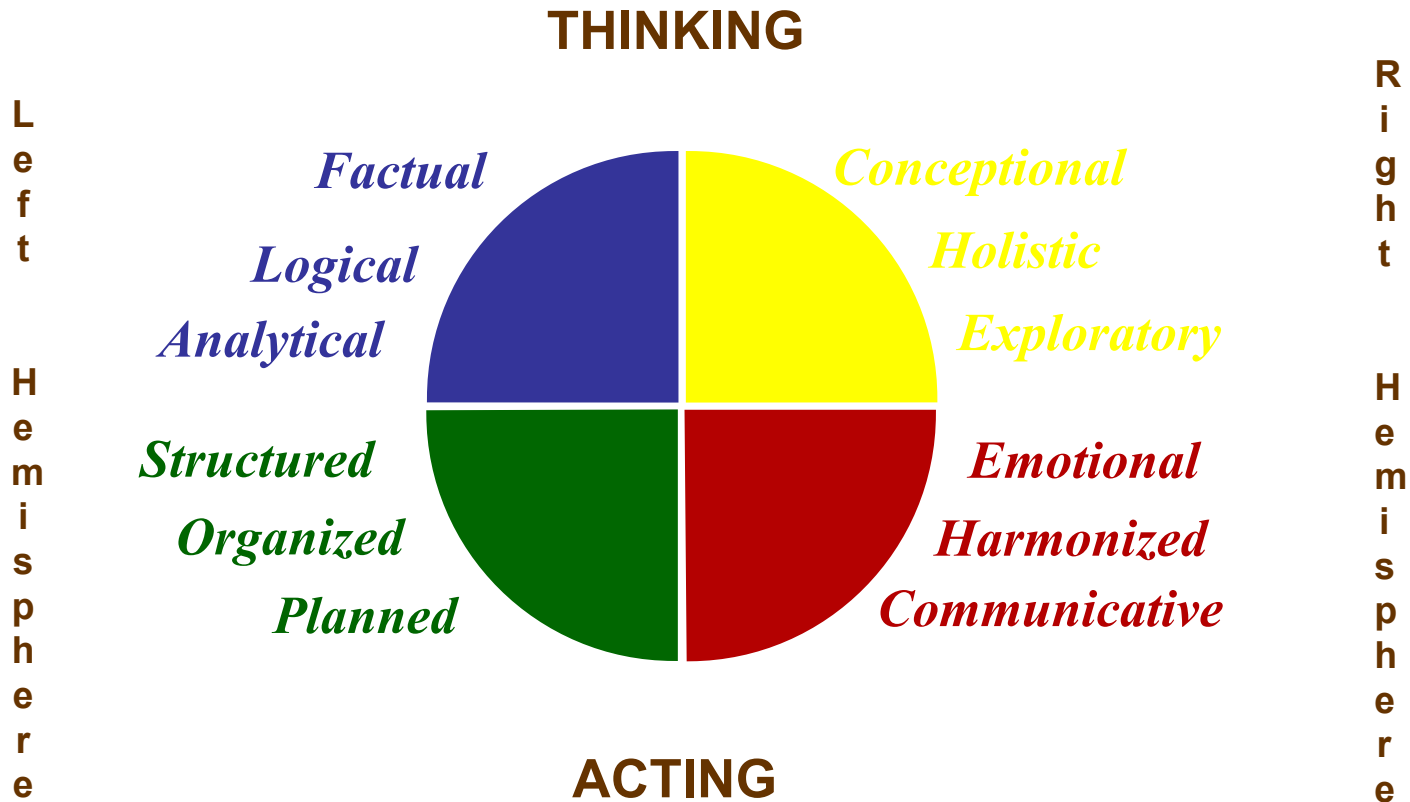 THINKING
Left Hemisphere
Right Hemisphere
Factual
Logical
Analytical
Conceptional
Holistic
Exploratory
Structured
Organized
Planned
Emotional
Harmonized
Communicative
ACTING